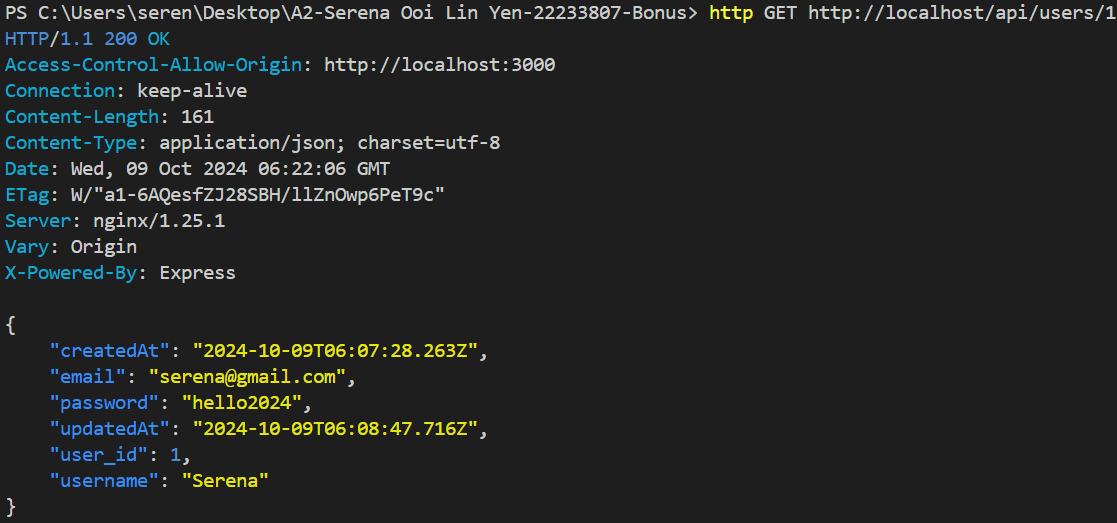 PS C:\Users\seren\Desktop\A2-Serena Ooi Lin Yen-22233807-Bonus> http GET http://localhost/api/users/1
HTTP/1.1 200 OK
Access-Control-Allow-Origin: http://localhost:3000
Connection: keep-alive
Content-Length: 161
Content-Type: application/json; charset=utf-8
Date: Wed, 09 Oct 2024 06:22:06 GMT
ETag: W/"a1-6AQesfZJ28SBH/llZnOwp6PeT9c"
Server: nginx/1.25.1
Vary: Origin
X-Powered-By: Express
{
    "createdAt": "2024-10-09T06:07:28.263Z",
    "email": "serena@gmail.com",
    "password": "hello2024",
    "updatedAt": "2024-10-09T06:08:47.716Z",
    "user_id": 1,
    "username": "Serena"
}